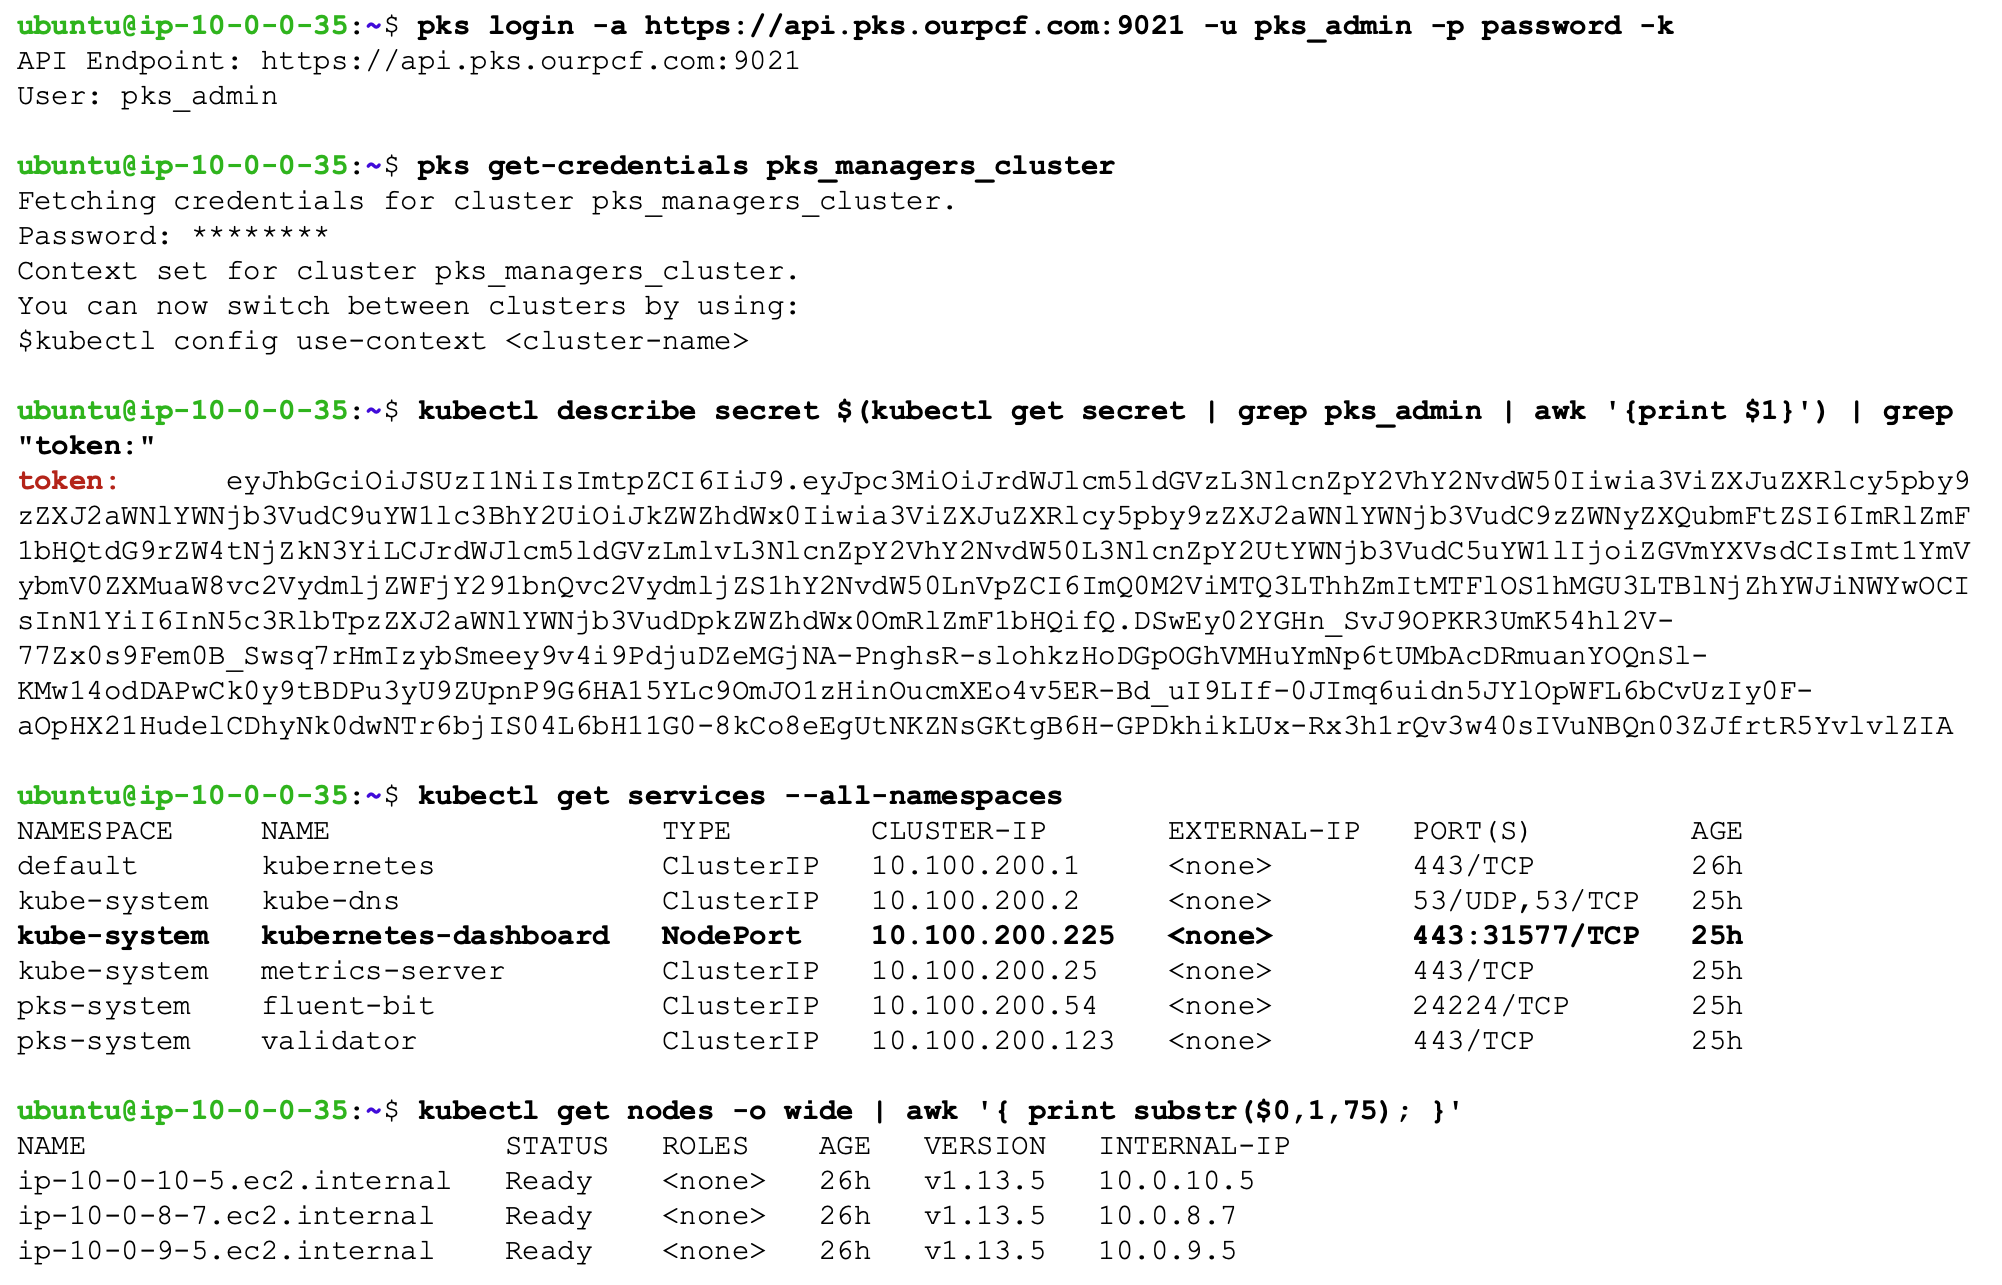 ubuntu@ip-10-0-0-35:~$ pks login -a https://api.pks.ourpcf.com:9021 -u pks_admin -p password -k
API Endpoint: https://api.pks.ourpcf.com:9021
User: pks_admin
ubuntu@ip-10-0-0-35:~$ pks get-credentials pks_managers_cluster
Fetching credentials for cluster pks_managers_cluster.
Password: ********
Context set for cluster pks_managers_cluster.
You can now switch between clusters by using:
$kubectl config use-context <cluster-name>
ubuntu@ip-10-0-0-35:~$ kubectl describe secret $(kubectl get secret | grep pks_admin | awk '{print $1}') | grep
"token:"
token:      eyJhbGciOiJSUzI1NiIsImtpZCI6IiJ9.eyJpc3MiOiJrdWJlcm5ldGVzL3NlcnZpY2VhY2NvdW50Iiwia3ViZXJuZXRlcy5pby9
zZXJ2aWNlYWNjb3VudC9uYW1lc3BhY2UiOiJkZWZhdWx0Iiwia3ViZXJuZXRlcy5pby9zZXJ2aWNlYWNjb3VudC9zZWNyZXQubmFtZSI6ImRlZmF
1bHQtdG9rZW4tNjZkN3YiLCJrdWJlcm5ldGVzLmlvL3NlcnZpY2VhY2NvdW50L3NlcnZpY2UtYWNjb3VudC5uYW1lIjoiZGVmYXVsdCIsImt1YmV
ybmV0ZXMuaW8vc2VydmljZWFjY291bnQvc2VydmljZS1hY2NvdW50LnVpZCI6ImQ0M2ViMTQ3LThhZmItMTFlOS1hMGU3LTBlNjZhYWJiNWYwOCI
sInN1YiI6InN5c3RlbTpzZXJ2aWNlYWNjb3VudDpkZWZhdWx0OmRlZmF1bHQifQ.DSwEy02YGHn_SvJ9OPKR3UmK54hl2V-
77Zx0s9Fem0B_Swsq7rHmIzybSmeey9v4i9PdjuDZeMGjNA-PnghsR-slohkzHoDGpOGhVMHuYmNp6tUMbAcDRmuanYOQnSl-
KMw14odDAPwCk0y9tBDPu3yU9ZUpnP9G6HA15YLc9OmJO1zHinOucmXEo4v5ER-Bd_uI9LIf-0JImq6uidn5JYlOpWFL6bCvUzIy0F-
aOpHX21HudelCDhyNk0dwNTr6bjIS04L6bH11G0-8kCo8eEgUtNKZNsGKtgB6H-GPDkhikLUx-Rx3h1rQv3w40sIVuNBQn03ZJfrtR5YvlvlZIA
ubuntu@ip-10-0-0-35:~$ kubectl get services --all-namespaces
NAMESPACE     NAME                   TYPE        CLUSTER-IP       EXTERNAL-IP   PORT(S)         AGE
default       kubernetes             ClusterIP   10.100.200.1     <none>        443/TCP         26h
kube-system   kube-dns               ClusterIP   10.100.200.2     <none>        53/UDP,53/TCP   25h
kube-system   kubernetes-dashboard   NodePort    10.100.200.225   <none>        443:31577/TCP   25h
kube-system   metrics-server         ClusterIP   10.100.200.25    <none>        443/TCP         25h
pks-system    fluent-bit             ClusterIP   10.100.200.54    <none>        24224/TCP       25h
pks-system    validator              ClusterIP   10.100.200.123   <none>        443/TCP         25h
ubuntu@ip-10-0-0-35:~$ kubectl get nodes -o wide | awk '{ print substr($0,1,75); }'
NAME                        STATUS   ROLES    AGE   VERSION   INTERNAL-IP
ip-10-0-10-5.ec2.internal   Ready    <none>   26h   v1.13.5   10.0.10.5
ip-10-0-8-7.ec2.internal    Ready    <none>   26h   v1.13.5   10.0.8.7
ip-10-0-9-5.ec2.internal    Ready    <none>   26h   v1.13.5   10.0.9.5